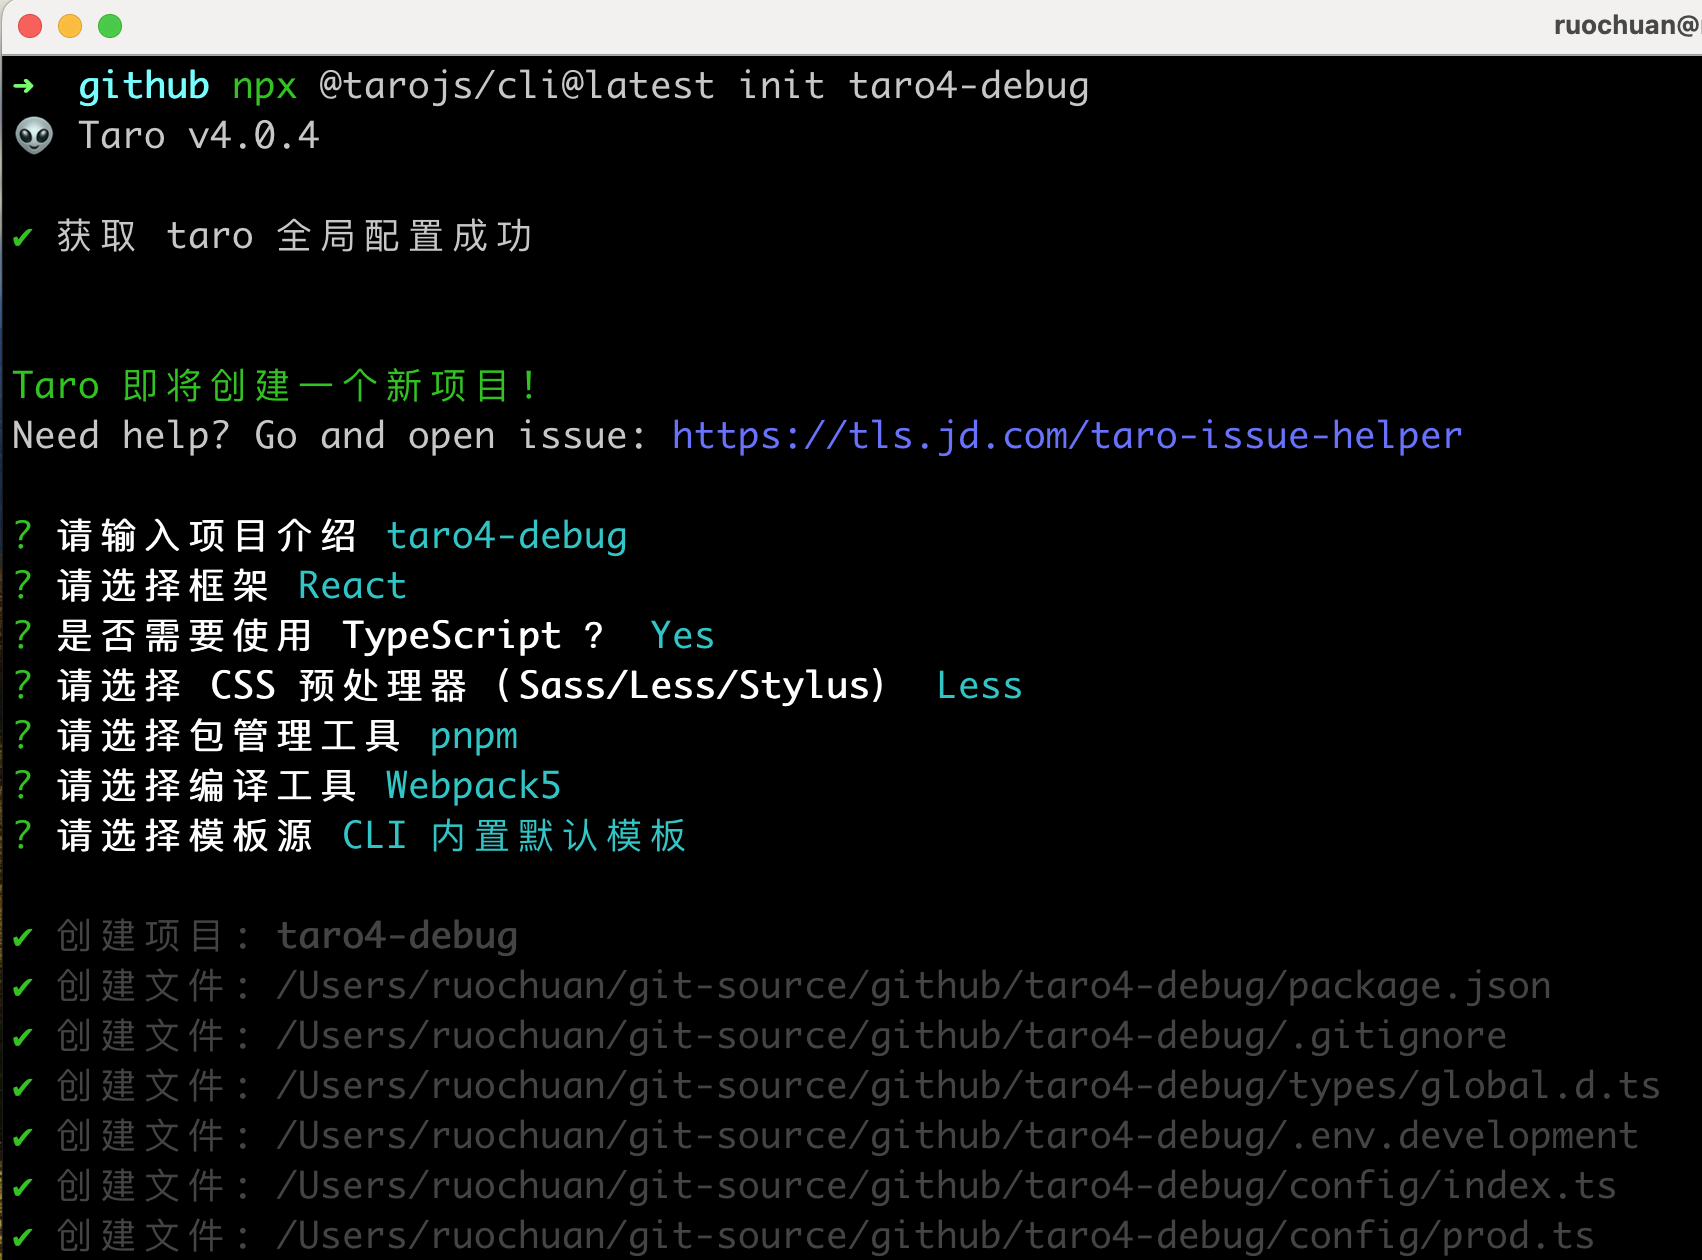 ruochuan@
➜ github npx @tarojs/cli@latest init taro4-debug
👽 Taro v4.0.4
✔ 获取 taro 全局配置成功
Taro 即将创建一个新项目!
Need help? Go and open issue: https://tls.jd.com/taro-issue-helper
? 请输入项目介绍 taro4-debug
? 请选择框架 React
? 是否需要使用 TypeScript ? Yes
? 请选择 CSS 预处理器（Sass/Less/Stylus） Less
? 请选择包管理工具 pnpm
? 请选择编译工具 Webpack5
? 请选择模板源 CLI 内置默认模板
✔ 创建项目: taro4-debug
✔ 创建文件: /Users/ruochuan/git-source/github/taro4-debug/package.json
✔ 创建文件: /Users/ruochuan/git-source/github/taro4-debug/.gitignore
✔ 创建文件: /Users/ruochuan/git-source/github/taro4-debug/types/global.d.ts
✔ 创建文件: /Users/ruochuan/git-source/github/taro4-debug/.env.development
✔ 创建文件: /Users/ruochuan/git-source/github/taro4-debug/config/index.ts
✔ 创建文件: /Users/ruochuan/git-source/github/taro4-debug/config/prod.ts